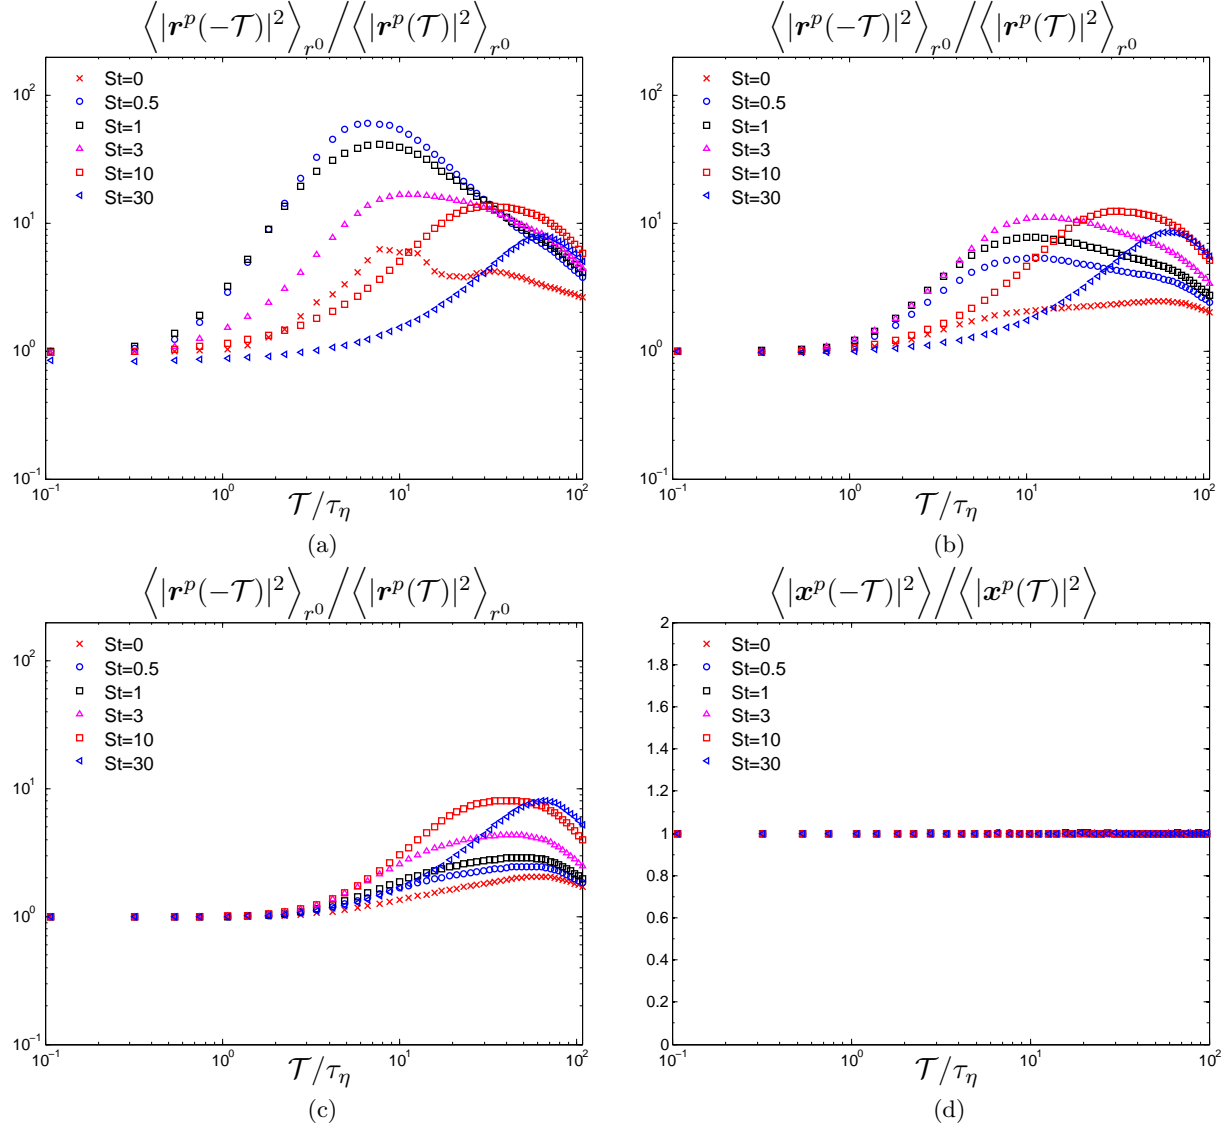 ⟨|r^p(−𝒯)|²⟩_{r⁰} / ⟨|r^p(𝒯)|²⟩_{r⁰}
10²
10¹
10⁰
10⁻¹
St=0
St=0.5
St=1
St=3
St=10
St=30
10⁻¹ 10⁰ 10¹ 10²
𝒯/τ_η
(a)
⟨|r^p(−𝒯)|²⟩_{r⁰} / ⟨|r^p(𝒯)|²⟩_{r⁰}
10²
10¹
10⁰
10⁻¹
St=0
St=0.5
St=1
St=3
St=10
St=30
10⁻¹ 10⁰ 10¹ 10²
𝒯/τ_η
(b)
⟨|r^p(−𝒯)|²⟩_{r⁰} / ⟨|r^p(𝒯)|²⟩_{r⁰}
10²
10¹
10⁰
10⁻¹
St=0
St=0.5
St=1
St=3
St=10
St=30
10⁻¹ 10⁰ 10¹ 10²
𝒯/τ_η
(c)
⟨|x^p(−𝒯)|²⟩ / ⟨|x^p(𝒯)|²⟩
2
1.8
1.6
1.4
1.2
1
0.8
0.6
0.4
0.2
0
St=0
St=0.5
St=1
St=3
St=10
St=30
10⁻¹ 10⁰ 10¹ 10²
𝒯/τ_η
(d)